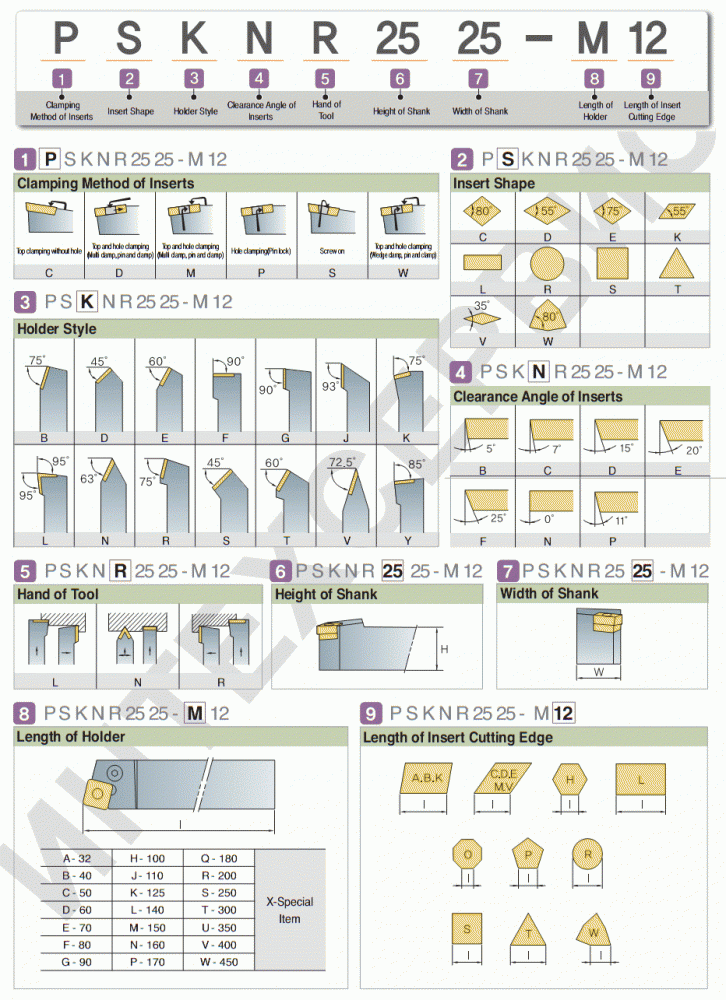 P S K N R 25 25 - M 12
1 2 3 4 5 6 7 8 9
Clamping Method of Inserts
Insert Shape
Holder Style
Clearance Angle of Inserts
Hand of Tool
Height of Shank
Width of Shank
Length of Holder
Length of Insert Cutting Edge
1 P S K N R 25 25 - M 12
Clamping Method of Inserts
Top clamping without hole
Top and hole clamping
(Multi clamp, pin and clamp)
Top and hole clamping
(Multi clamp, pin and clamp)
Hole clamping(Pin lock)
Screw on
Top and hole clamping
(Wedge clamp, pin and clamp)
C D M P S W
2 P S K N R 25 25 - M 12
Insert Shape
80° 55° 75° 55°
C D E K
L R S T
35° 80°
V W
3 P S K N R 25 25 - M 12
Holder Style
75° 45° 60° 90° 90° 93° 75°
B D E F G J K
95° 95° 63° 75° 45° 60° 72,5° 85°
L N R S T V Y
4 P S K N R 25 25 - M 12
Clearance Angle of Inserts
5° 7° 15° 20°
B C D E
25° 0° 11°
F N P
5 P S K N R 25 25 - M 12
Hand of Tool
L N R
6 P S K N R 25 25 - M 12
Height of Shank
H
7 P S K N R 25 25 - M 12
Width of Shank
W
8 P S K N R 25 25 - M 12
Length of Holder
l
A - 32 H - 100 Q - 180
B - 40 J - 110 R - 200
C - 50 K - 125 S - 250
D - 60 L - 140 T - 300
E - 70 M - 150 U - 350
F - 80 N - 160 V - 400
G - 90 P - 170 W - 450
X-Special
Item
9 P S K N R 25 25 - M 12
Length of Insert Cutting Edge
A.B.K C.D.E M.V H L
l l l l
O P R
l l l
S T W
l l l
ИНТЕХСЕРВИС